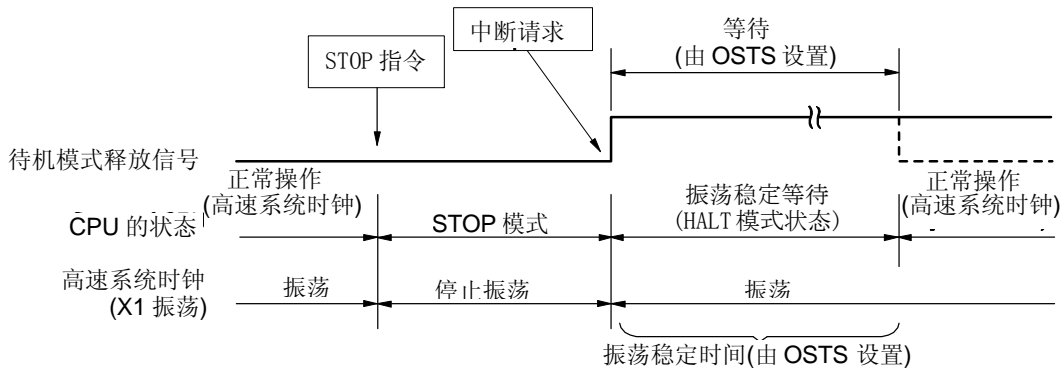 中断请求
等待
(由 OSTS 设置)
STOP 指令
待机模式释放信号
正常操作
(高速系统时钟)
振荡稳定等待
(HALT 模式状态)
正常操作
(高速系统时钟)
CPU 的状态
STOP 模式
高速系统时钟
(X1 振荡)
振荡
停止振荡
振荡
振荡稳定时间(由 OSTS 设置)